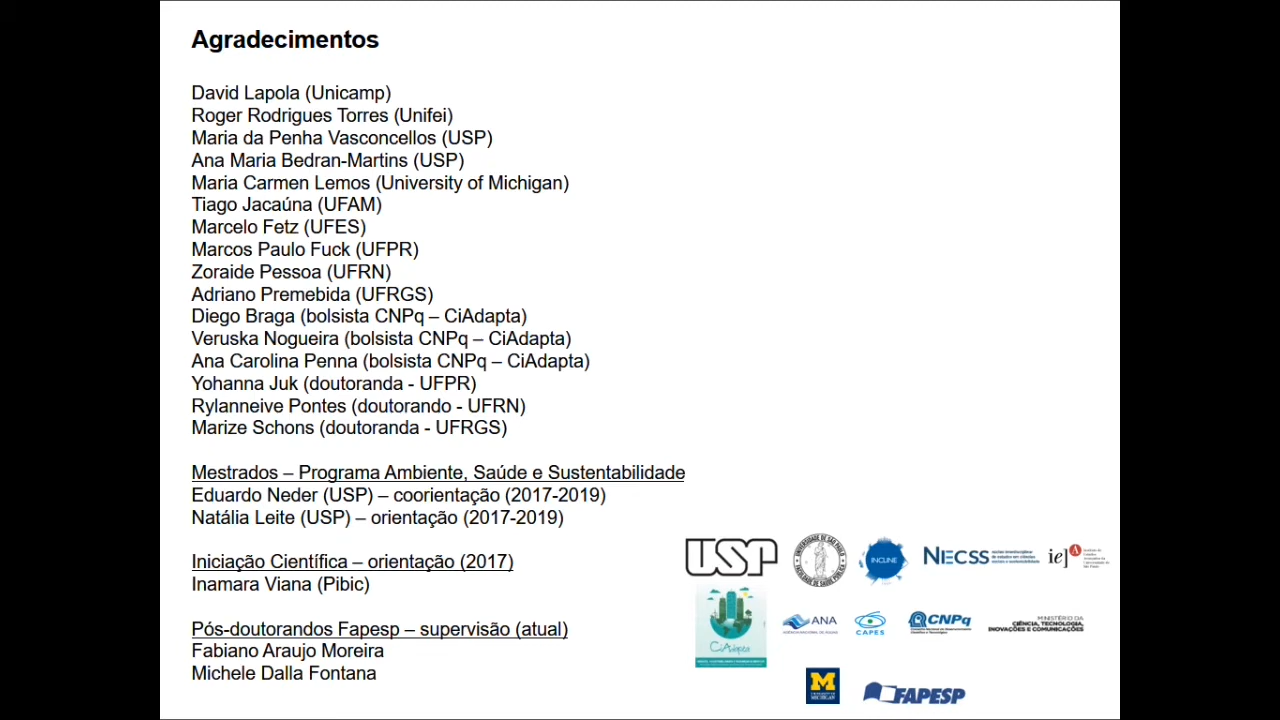 Agradecimentos
David Lapola (Unicamp)
Roger Rodrigues Torres (Unifei)
Maria da Penha Vasconcellos (USP)
Ana Maria Bedran-Martins (USP)
Maria Carmen Lemos (University of Michigan)
Tiago Jacaúna (UFAM)
Marcelo Fetz (UFES)
Marcos Paulo Fuck (UFPR)
Zoraide Pessoa (UFRN)
Adriano Premebida (UFRGS)
Diego Braga (bolsista CNPq – CiAdapta)
Veruska Nogueira (bolsista CNPq – CiAdapta)
Ana Carolina Penna (bolsista CNPq – CiAdapta)
Yohanna Juk (doutoranda - UFPR)
Rylanneive Pontes (doutorando - UFRN)
Marize Schons (doutoranda - UFRGS)
Mestrados – Programa Ambiente, Saúde e Sustentabilidade
Eduardo Neder (USP) – coorientação (2017-2019)
Natália Leite (USP) – orientação (2017-2019)
Iniciação Científica – orientação (2017)
Inamara Viana (Pibic)
Pós-doutorandos Fapesp – supervisão (atual)
Fabiano Araujo Moreira
Michele Dalla Fontana
USP
INCLINE
NECSS
iea
CiAdapta
ANA
CAPES
CNPq
MINISTÉRIO DA
CIÊNCIA, TECNOLOGIA,
INOVAÇÕES E COMUNICAÇÕES
M
MICHIGAN
FAPESP